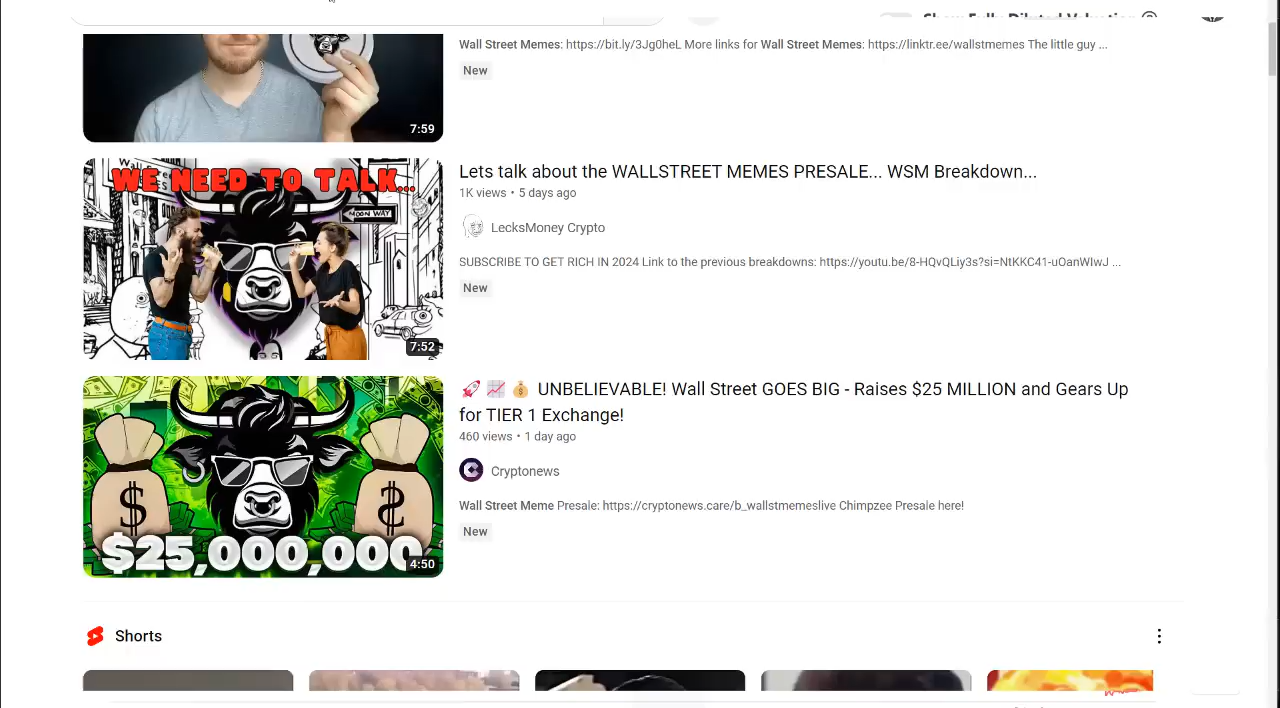 Show Fully Diluted Valuation
Wall Street Memes: https://bit.ly/3Jg0heL More links for Wall Street Memes: https://linktr.ee/wallstmemes The little guy ...
New
7:59
WE NEED TO TALK...
MOON WAY
7:52
Lets talk about the WALLSTREET MEMES PRESALE... WSM Breakdown...
1K views • 5 days ago
LecksMoney Crypto
SUBSCRIBE TO GET RICH IN 2024 Link to the previous breakdowns: https://youtu.be/8-HQvQLiy3s?si=NtKKC41-uOanWIwJ ...
New
$25,000,000
4:50
🚀 📈 💰 UNBELIEVABLE! Wall Street GOES BIG - Raises $25 MILLION and Gears Up
for TIER 1 Exchange!
460 views • 1 day ago
Cryptonews
Wall Street Meme Presale: https://cryptonews.care/b_wallstmemeslive Chimpzee Presale here!
New
Shorts